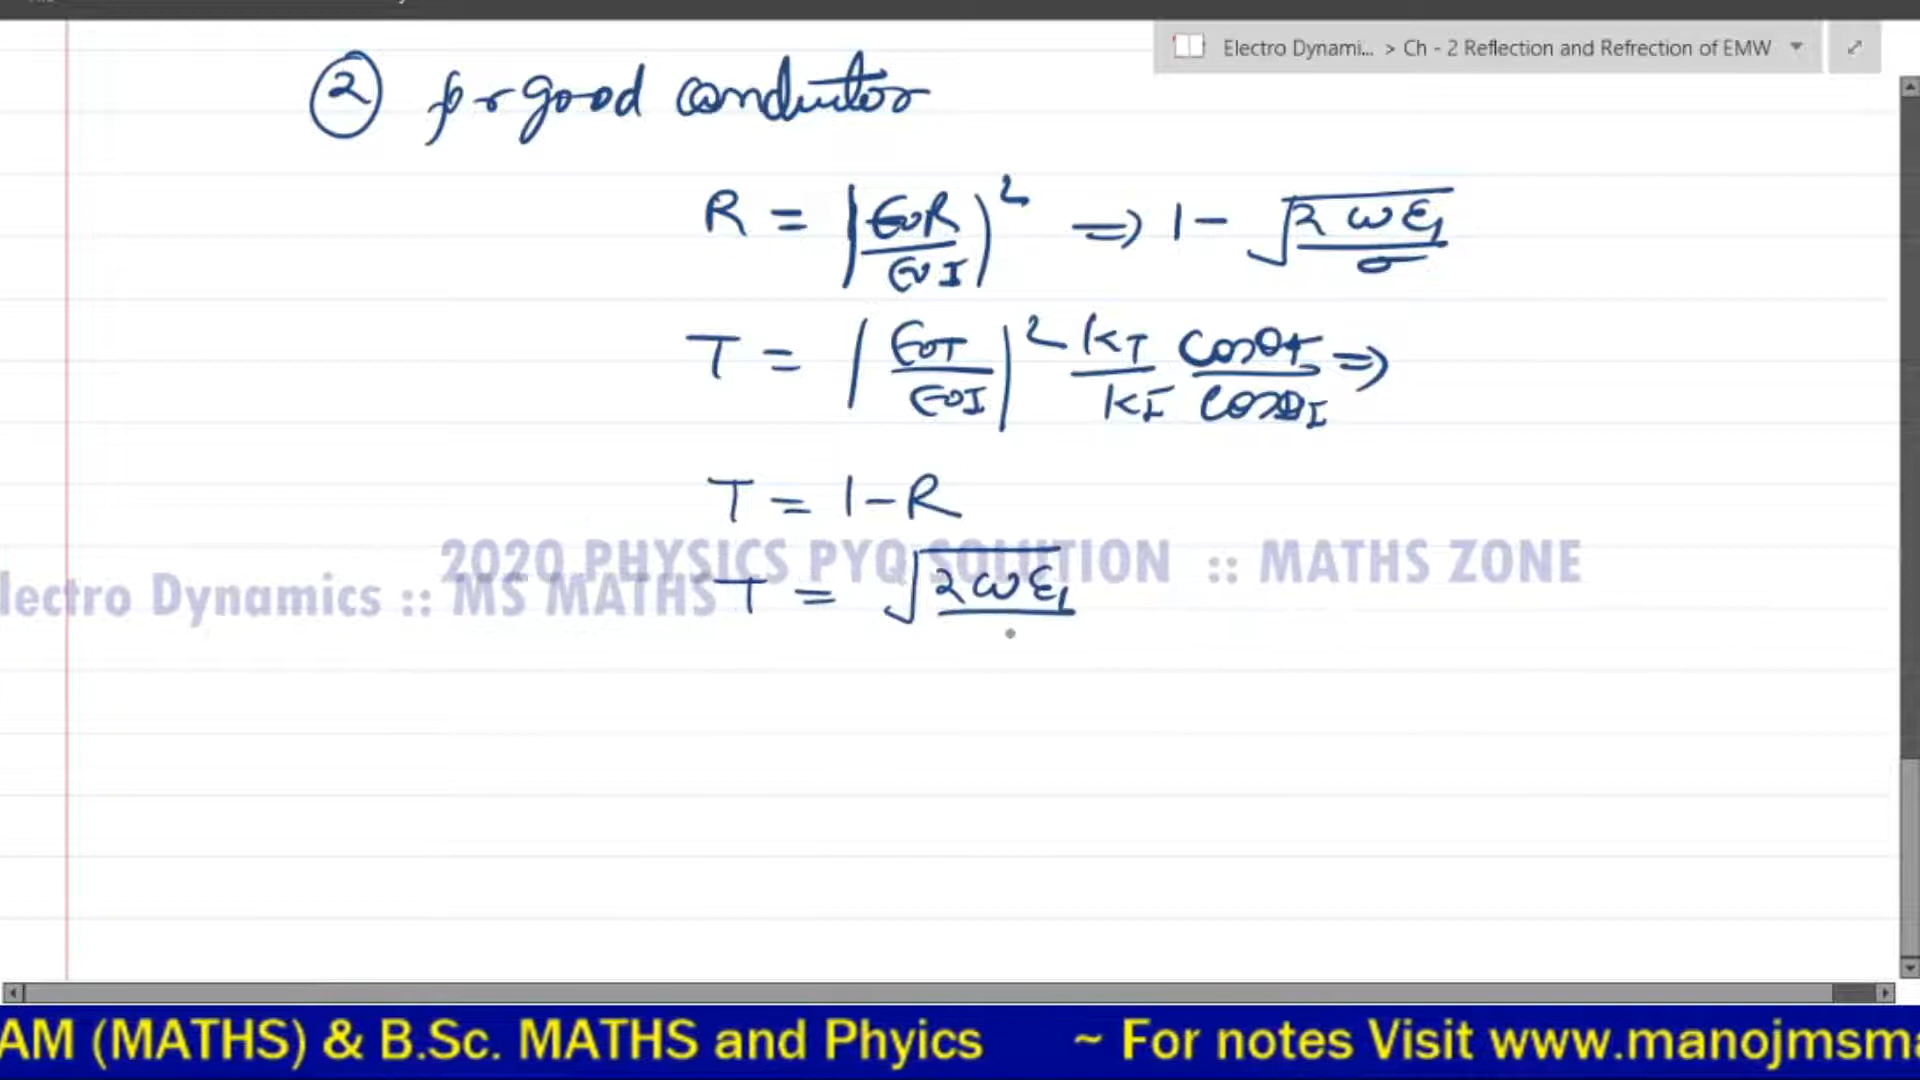 Electro Dynami... > Ch - 2 Reflection and Refrection of EMW
② for good conductor
R = |E0R/E0I|² ⇒ 1 - √(2ωε₁/σ)
T = |E0T/E0I|² KT/KI cosθT/cosθI ⇒
T = 1 - R
2020 PHYSICS PYQ SOLUTION :: MATHS ZONE
lectro Dynamics :: MS MATHS
T = √(2ωε₁
AM (MATHS) & B.Sc. MATHS and Phyics ~ For notes Visit www.manojmsma